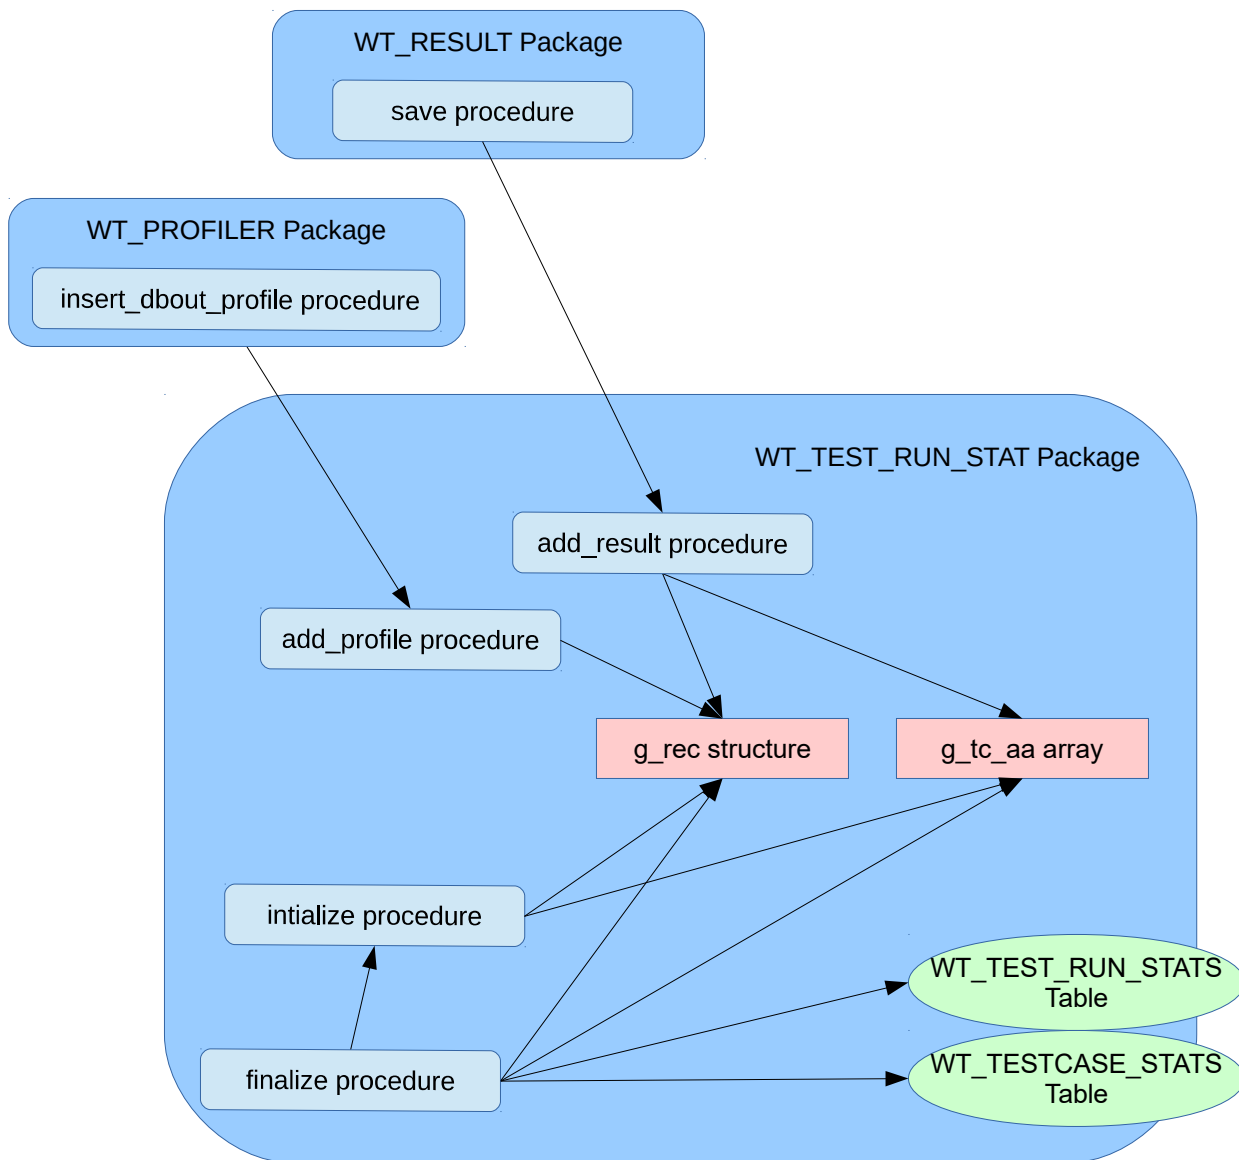 WT_RESULT Package
save procedure
WT_PROFILER Package
insert_dbout_profile procedure
WT_TEST_RUN_STAT Package
add_result procedure
add_profile procedure
g_rec structure
g_tc_aa array
intialize procedure
WT_TEST_RUN_STATS
Table
finalize procedure
WT_TESTCASE_STATS
Table